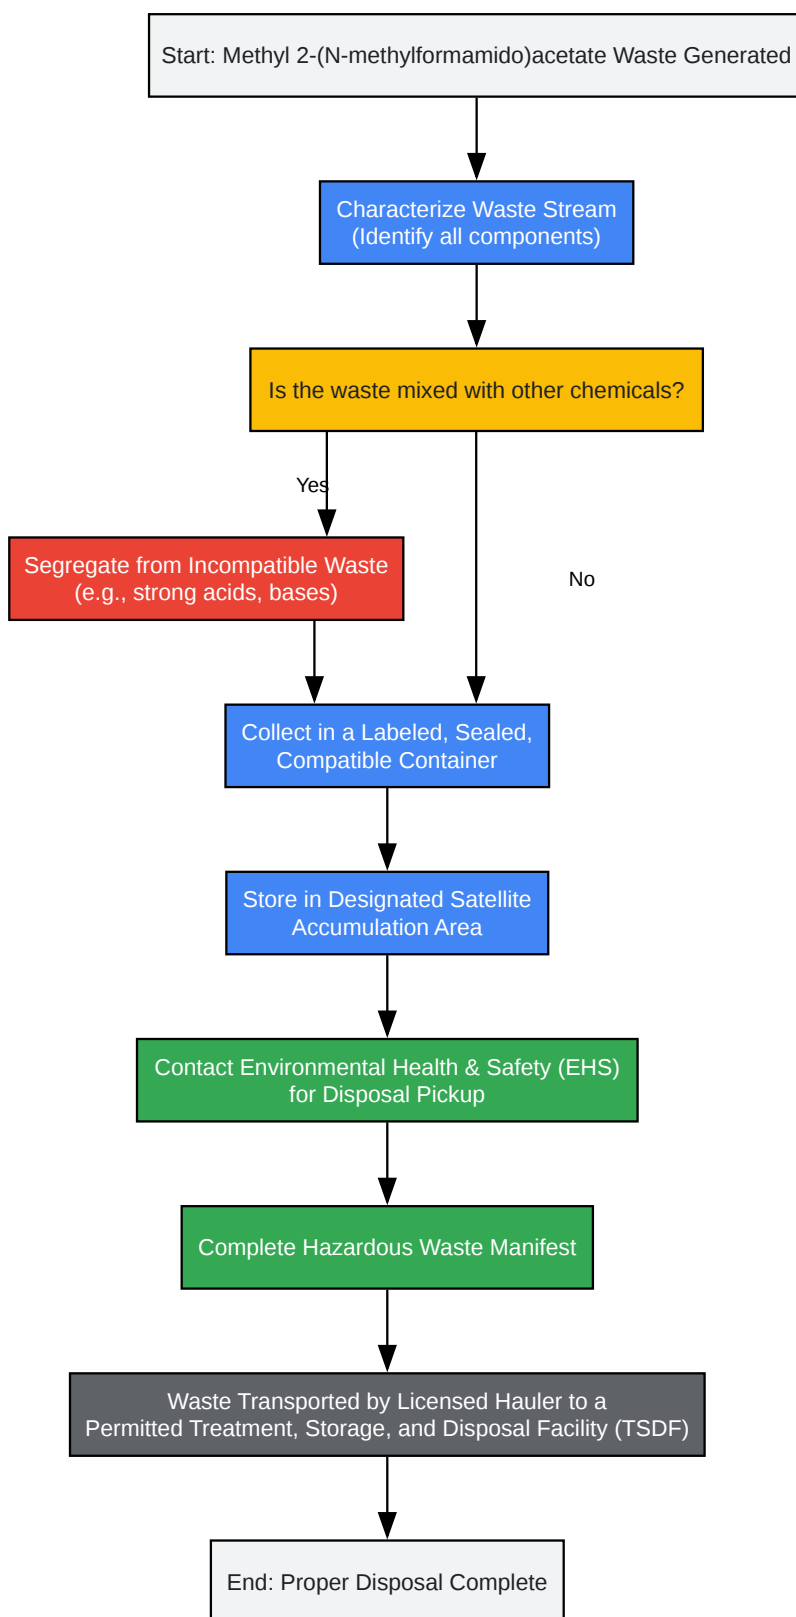 Start: Methyl 2-(N-methylformamido)acetate Waste Generated
Characterize Waste Stream
(Identify all components)
Is the waste mixed with other chemicals?
Yes
Segregate from Incompatible Waste
(e.g., strong acids, bases)
No
Collect in a Labeled, Sealed,
Compatible Container
Store in Designated Satellite
Accumulation Area
Contact Environmental Health & Safety (EHS)
for Disposal Pickup
Complete Hazardous Waste Manifest
Waste Transported by Licensed Hauler to a
Permitted Treatment, Storage, and Disposal Facility (TSDF)
End: Proper Disposal Complete